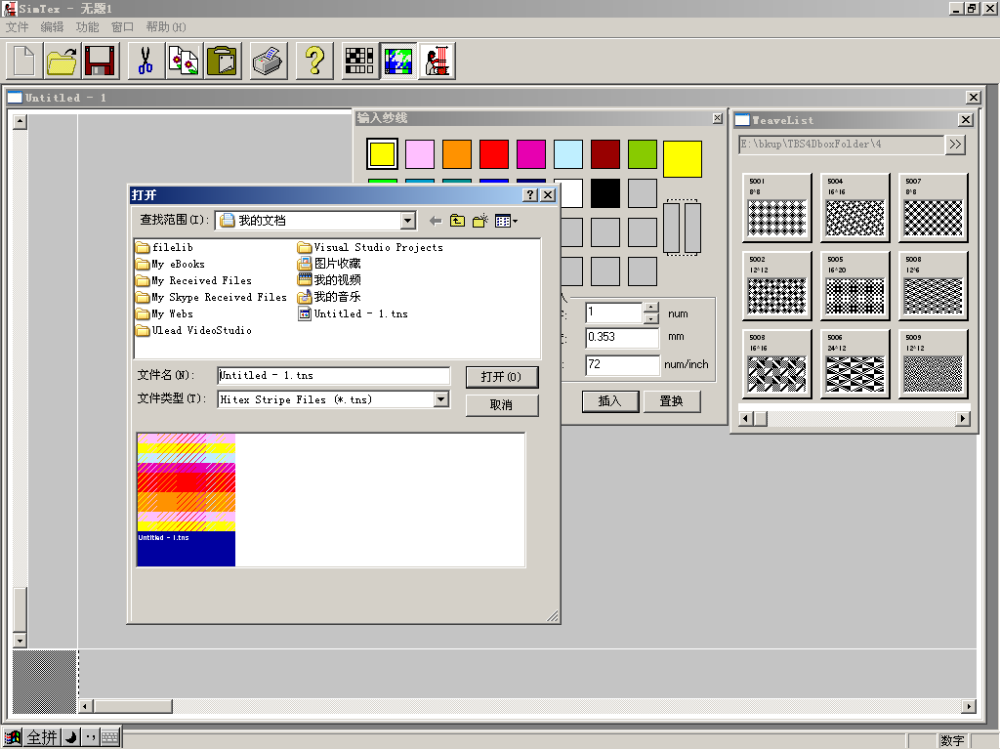 SimTex - 无题1
文件 编辑 功能 窗口 帮助(H)
Untitled - 1
输入纱线
WeaveList
E:\bkup\TBS4DboxFolder\4
>>
5001
8^8
5004
16^16
5007
8^8
5002
12^12
5005
16^20
5008
12^6
5003
16^16
5006
24^12
5009
12^12
打开
查找范围(I):
我的文档
filelib
My eBooks
My Received Files
My Skype Received Files
My Webs
Ulead VideoStudio
Visual Studio Projects
图片收藏
我的视频
我的音乐
Untitled - 1.tns
文件名(N):
Untitled - 1.tns
打开(O)
文件类型(T):
Hitex Stripe Files (*.tns)
取消
Untitled - 1.tns
1
num
0.353
mm
72
num/inch
插入
置换
全拼
数字